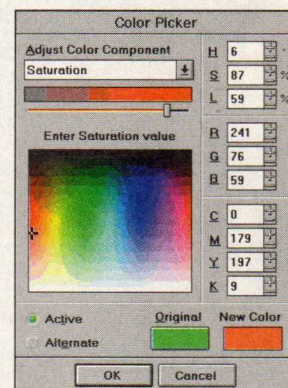 Color Picker
Adjust Color Component
Saturation
Enter Saturation value
H 6 °
S 87 %
L 59 %
R 241
G 76
B 59
C 0
M 179
Y 197
K 9
Active
Alternate
Original New Color
OK Cancel